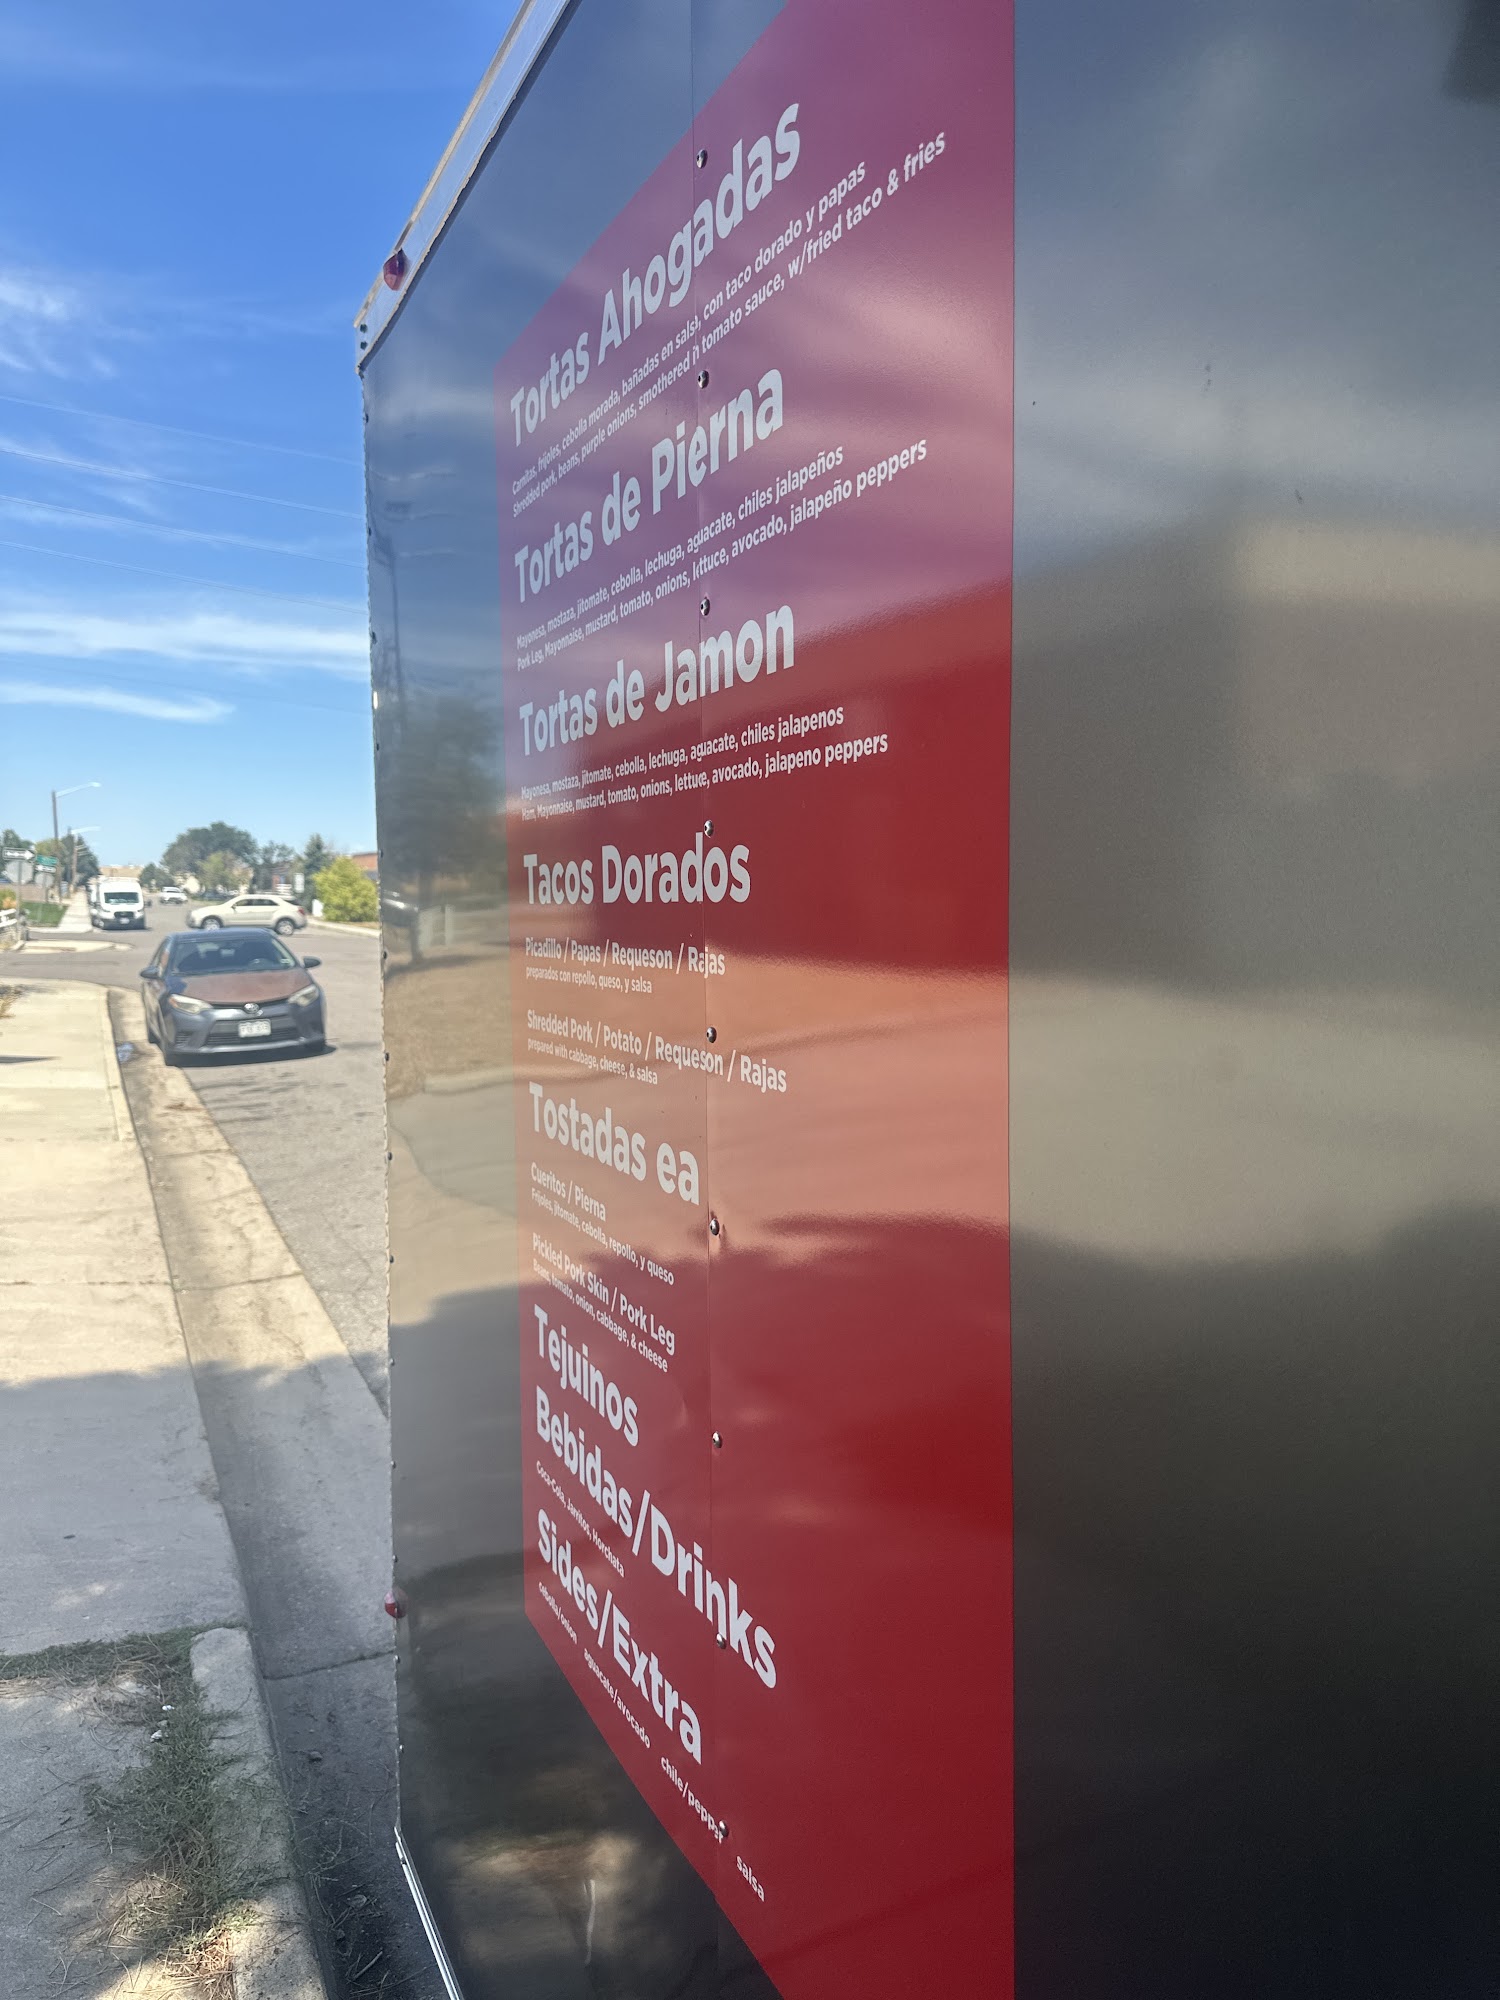 Tortas Ahogadas
Carnitas, frijoles, cebolla morada, bañadas en salsa, con taco dorado y papas
Shredded pork, beans, purple onions, smothered in tomato sauce, w/fried taco & fries
Tortas de Pierna
Mayonesa, mostaza, jitomate, cebolla, lechuga, aguacate, chiles jalapeños
Pork Leg, Mayonnaise, mustard, tomato, onions, lettuce, avocado, jalapeño peppers
Tortas de Jamon
Mayonesa, mostaza, jitomate, cebolla, lechuga, aguacate, chiles jalapenos
Ham, Mayonnaise, mustard, tomato, onions, lettuce, avocado, jalapeno peppers
Tacos Dorados
Picadillo / Papas / Requeson / Rajas
preparados con repollo, queso, y salsa
Shredded Pork / Potato / Requeson / Rajas
prepared with cabbage, cheese, & salsa
Tostadas ea
Cueritos / Pierna
Frijoles, jitomate, cebolla, repollo, y queso
Pickled Pork Skin / Pork Leg
Beans, tomato, onion, cabbage, & cheese
Tejuinos
Bebidas/Drinks
Coca-Cola, Jarritos, Horchata
Sides/Extra
cebolla/onion aguacate/avocado chile/pepper salsa